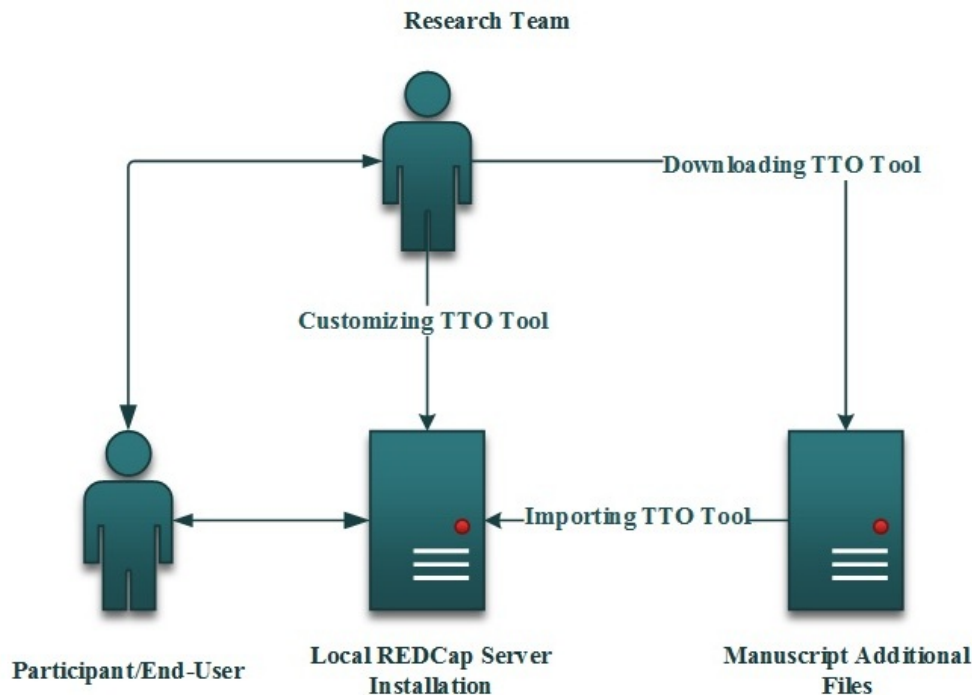 Research Team
Downloading TTO Tool
Customizing TTO Tool
Importing TTO Tool
Participant/End-User
Local REDCap Server
Installation
Manuscript Additional
Files